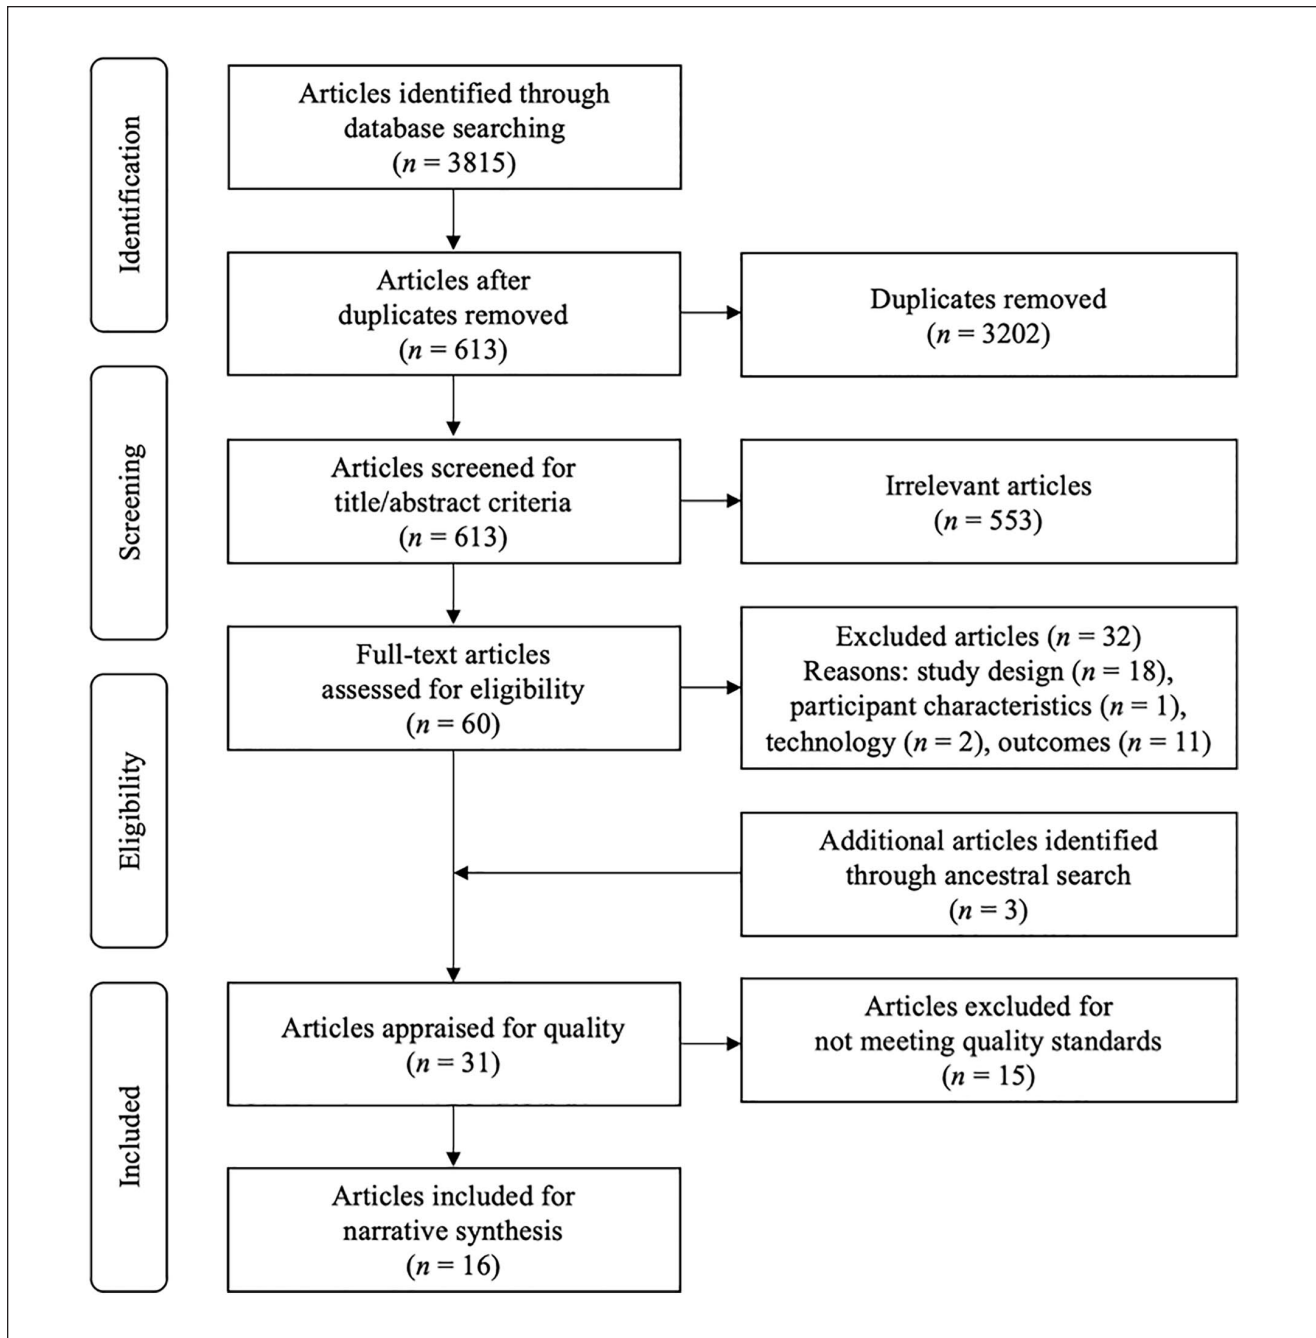 Identification
Articles identified through
database searching
(n = 3815)
Articles after
duplicates removed
(n = 613)
Duplicates removed
(n = 3202)
Screening
Articles screened for
title/abstract criteria
(n = 613)
Irrelevant articles
(n = 553)
Full-text articles
assessed for eligibility
(n = 60)
Excluded articles (n = 32)
Reasons: study design (n = 18),
participant characteristics (n = 1),
technology (n = 2), outcomes (n = 11)
Eligibility
Additional articles identified
through ancestral search
(n = 3)
Included
Articles appraised for quality
(n = 31)
Articles excluded for
not meeting quality standards
(n = 15)
Articles included for
narrative synthesis
(n = 16)